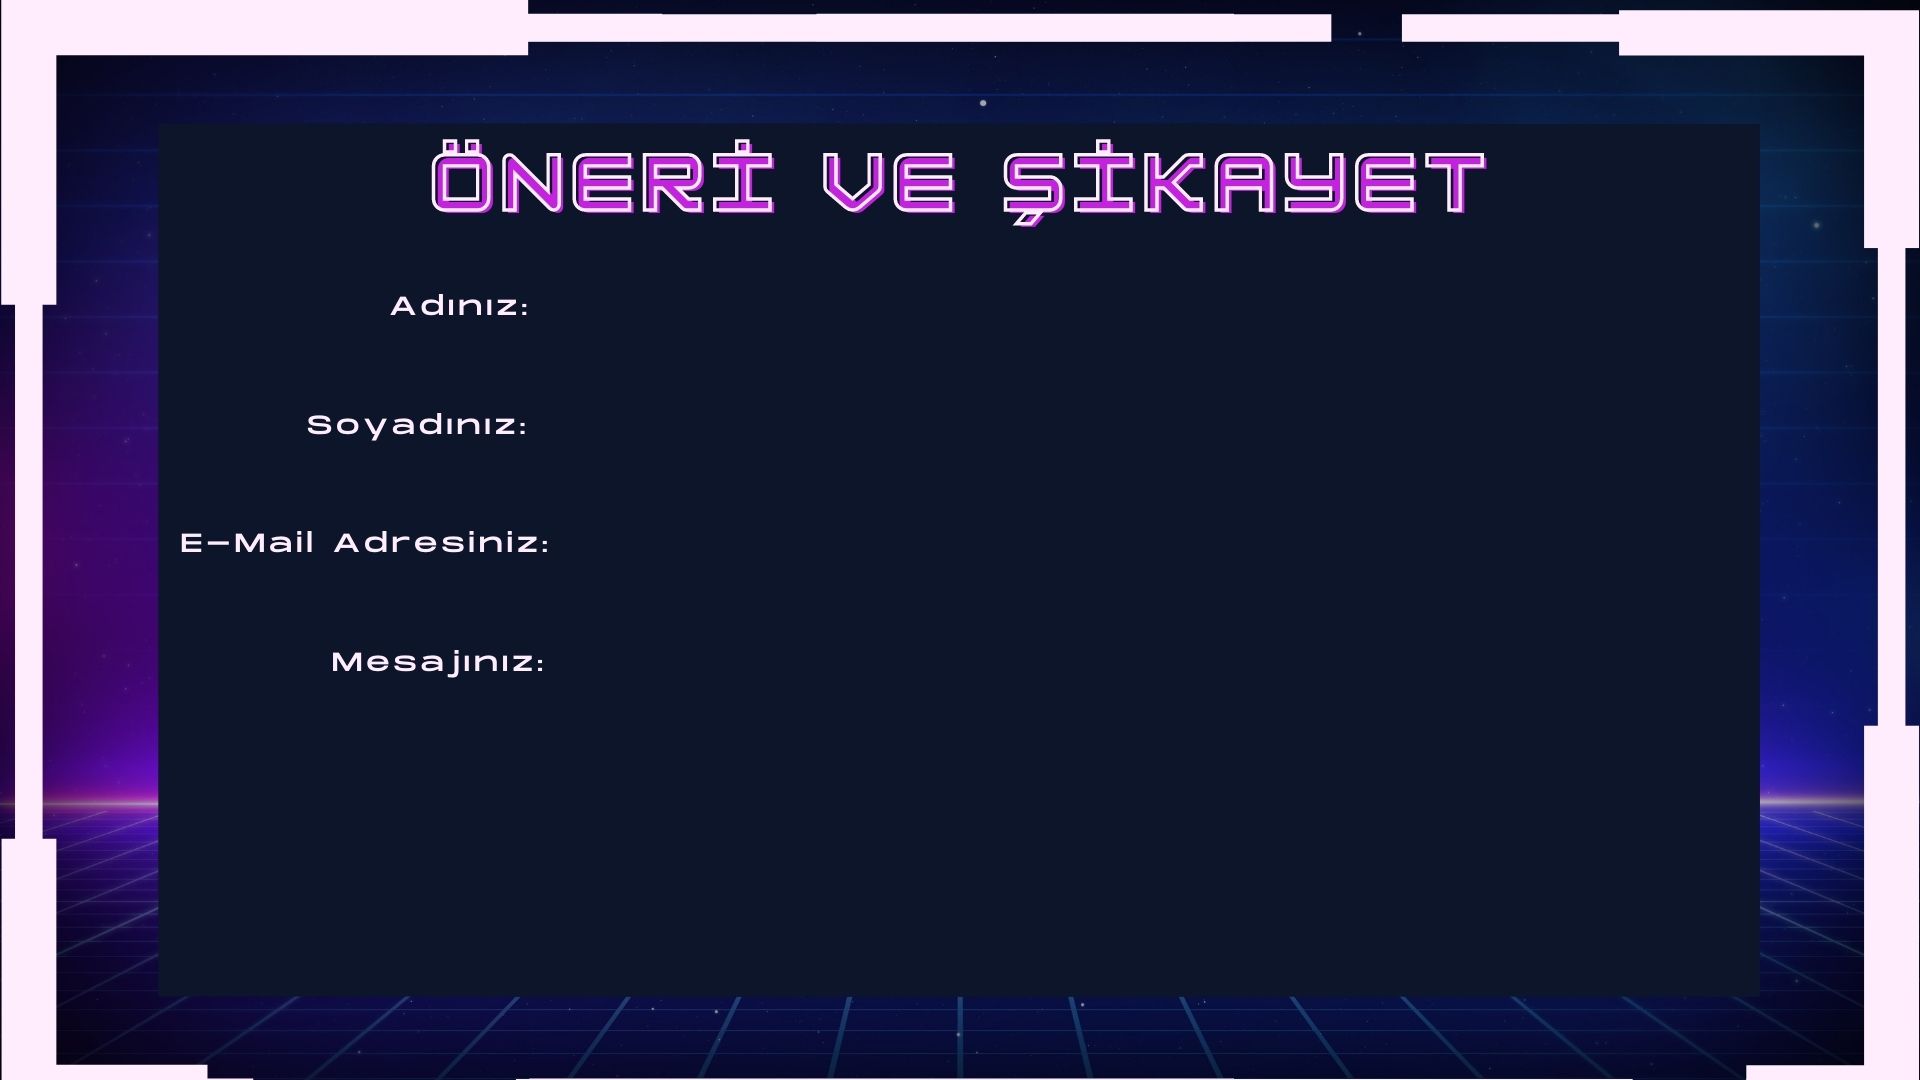 ÖNERİ VE ŞİKAYET
Adınız:
Soyadınız:
E-Mail Adresiniz:
Mesajınız: